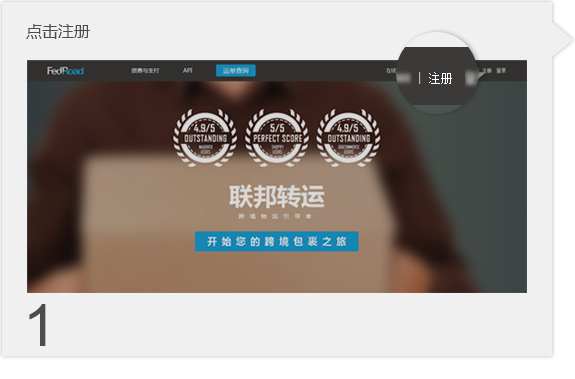 点击注册
FedRoad 资费与支付 API 运单查询 注册 登录
注册
4.9/5 OUTSTANDING
5/5 PERFECT SCORE
4.9/5 OUTSTANDING
联邦转运
跨境物流引导者
开始您的跨境包裹之旅
1